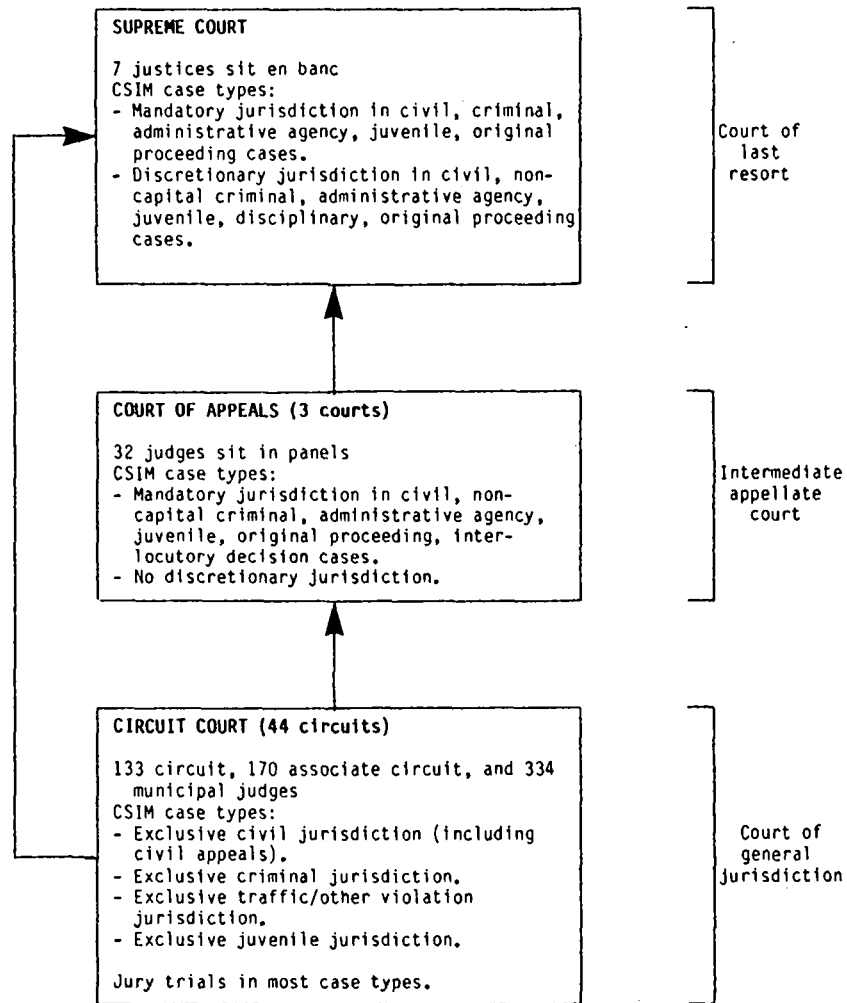 SUPREME COURT
7 justices sit en banc
CSIM case types:
- Mandatory jurisdiction in civil, criminal,
administrative agency, juvenile, original
proceeding cases.
- Discretionary jurisdiction in civil, non-
capital criminal, administrative agency,
juvenile, disciplinary, original proceeding
cases.
Court of
last
resort
COURT OF APPEALS (3 courts)
32 judges sit in panels
CSIM case types:
- Mandatory jurisdiction in civil, non-
capital criminal, administrative agency,
juvenile, original proceeding, inter-
locutory decision cases.
- No discretionary jurisdiction.
Intermediate
appellate
court
CIRCUIT COURT (44 circuits)
133 circuit, 170 associate circuit, and 334
municipal judges
CSIM case types:
- Exclusive civil jurisdiction (including
civil appeals).
- Exclusive criminal jurisdiction.
- Exclusive traffic/other violation
jurisdiction.
- Exclusive juvenile jurisdiction.
Jury trials in most case types.
Court of
general
jurisdiction